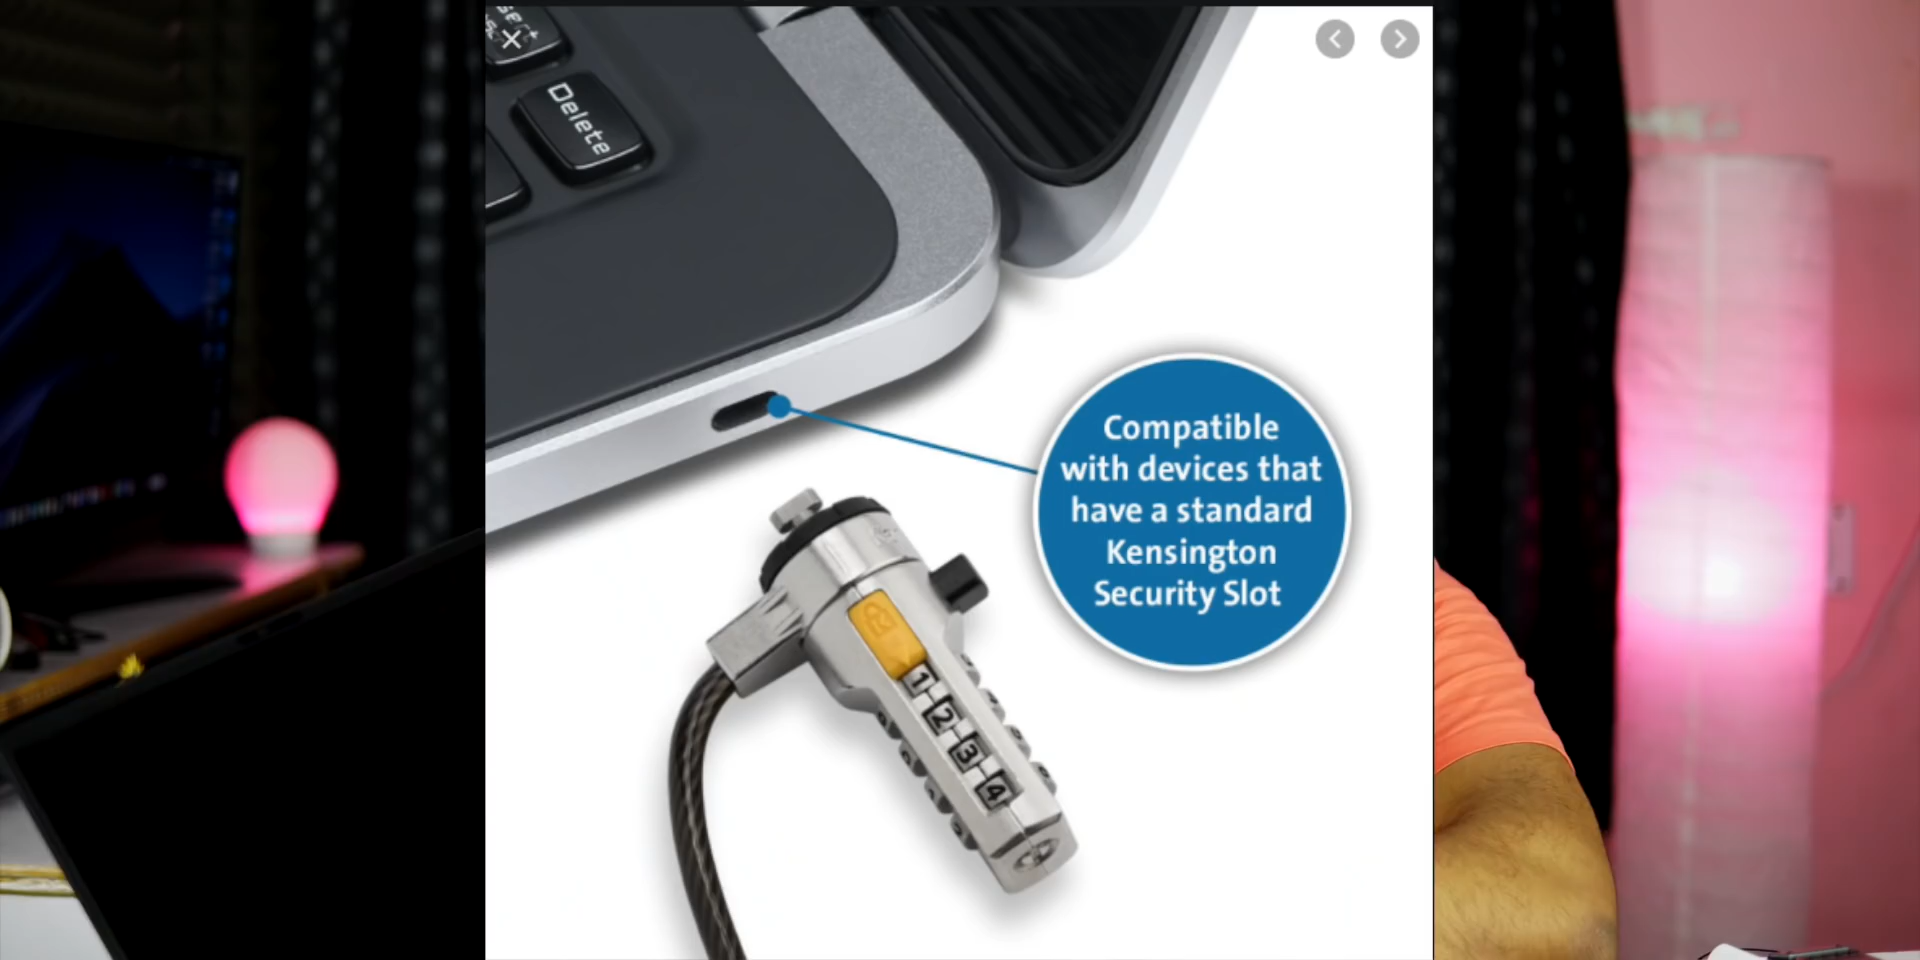 Delete
Compatible
with devices that
have a standard
Kensington
Security Slot
1
2
3
4